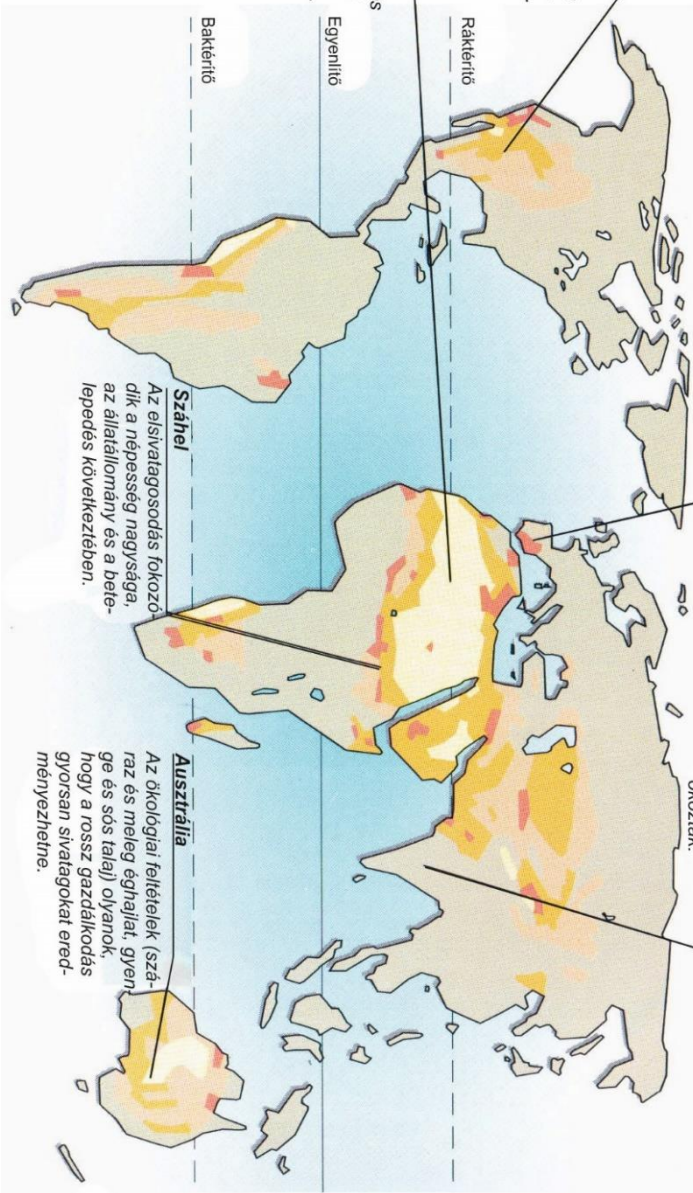 Ráktérítő
Egyenlítő
Baktérítő
okozták.
Száhel
Az elsivatagosodás fokozó-
dik a népesség nagysága,
az állatállomány és a bete-
lepedés következtében.
Ausztrália
Az ökológiai feltételek (szá-
raz és meleg éghajlat, gyen
ge és sós talaj) olyanok,
hogy a rossz gazdálkodás
gyorsan sivatagokat ered-
ményezhetne.